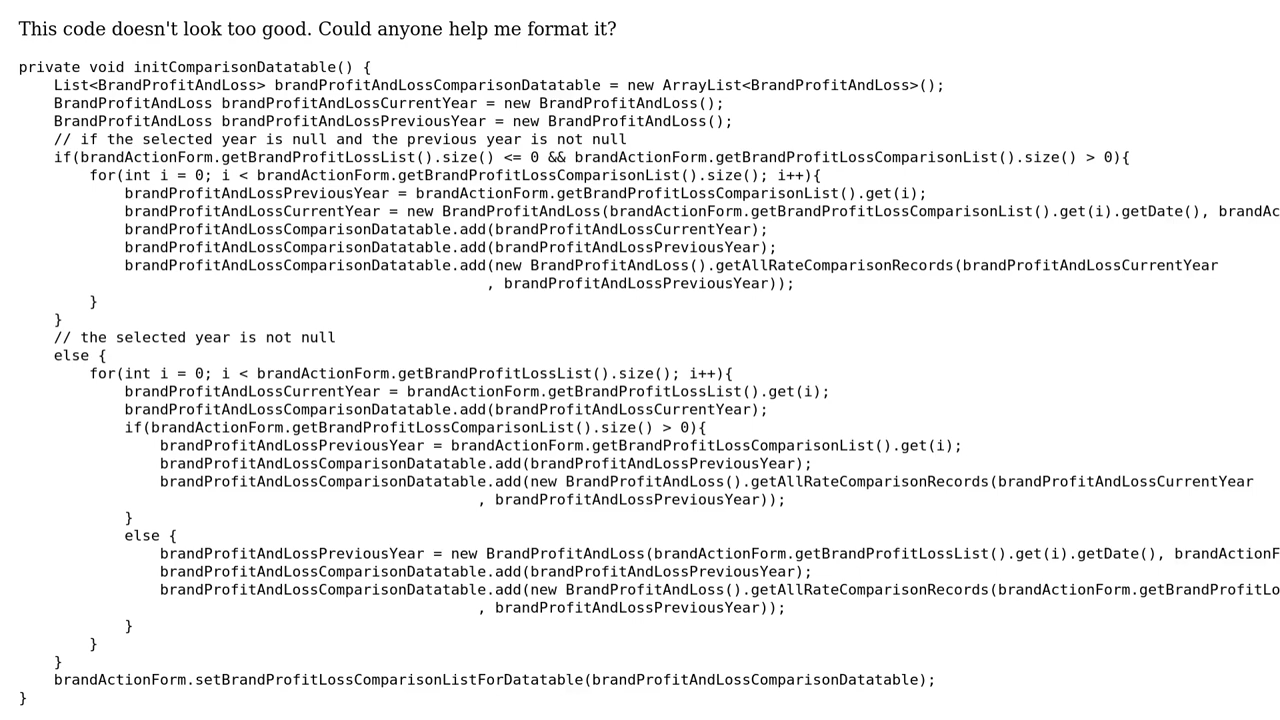 This code doesn't look too good. Could anyone help me format it?
private void initComparisonDatatable() {
    List<BrandProfitAndLoss> brandProfitAndLossComparisonDatatable = new ArrayList<BrandProfitAndLoss>();
    BrandProfitAndLoss brandProfitAndLossCurrentYear = new BrandProfitAndLoss();
    BrandProfitAndLoss brandProfitAndLossPreviousYear = new BrandProfitAndLoss();
    // if the selected year is null and the previous year is not null
    if(brandActionForm.getBrandProfitLossList().size() <= 0 && brandActionForm.getBrandProfitLossComparisonList().size() > 0){
        for(int i = 0; i < brandActionForm.getBrandProfitLossComparisonList().size(); i++){
            brandProfitAndLossPreviousYear = brandActionForm.getBrandProfitLossComparisonList().get(i);
            brandProfitAndLossCurrentYear = new BrandProfitAndLoss(brandActionForm.getBrandProfitLossComparisonList().get(i).getDate(), brandAc
            brandProfitAndLossComparisonDatatable.add(brandProfitAndLossCurrentYear);
            brandProfitAndLossComparisonDatatable.add(brandProfitAndLossPreviousYear);
            brandProfitAndLossComparisonDatatable.add(new BrandProfitAndLoss().getAllRateComparisonRecords(brandProfitAndLossCurrentYear
                                                     , brandProfitAndLossPreviousYear));
        }
    }
    // the selected year is not null
    else {
        for(int i = 0; i < brandActionForm.getBrandProfitLossList().size(); i++){
            brandProfitAndLossCurrentYear = brandActionForm.getBrandProfitLossList().get(i);
            brandProfitAndLossComparisonDatatable.add(brandProfitAndLossCurrentYear);
            if(brandActionForm.getBrandProfitLossComparisonList().size() > 0){
                brandProfitAndLossPreviousYear = brandActionForm.getBrandProfitLossComparisonList().get(i);
                brandProfitAndLossComparisonDatatable.add(brandProfitAndLossPreviousYear);
                brandProfitAndLossComparisonDatatable.add(new BrandProfitAndLoss().getAllRateComparisonRecords(brandProfitAndLossCurrentYear
                                                    , brandProfitAndLossPreviousYear));
            }
            else {
                brandProfitAndLossPreviousYear = new BrandProfitAndLoss(brandActionForm.getBrandProfitLossList().get(i).getDate(), brandActionF
                brandProfitAndLossComparisonDatatable.add(brandProfitAndLossPreviousYear);
                brandProfitAndLossComparisonDatatable.add(new BrandProfitAndLoss().getAllRateComparisonRecords(brandActionForm.getBrandProfitLo
                                                    , brandProfitAndLossPreviousYear));
            }
        }
    }
    brandActionForm.setBrandProfitLossComparisonListForDatatable(brandProfitAndLossComparisonDatatable);
}